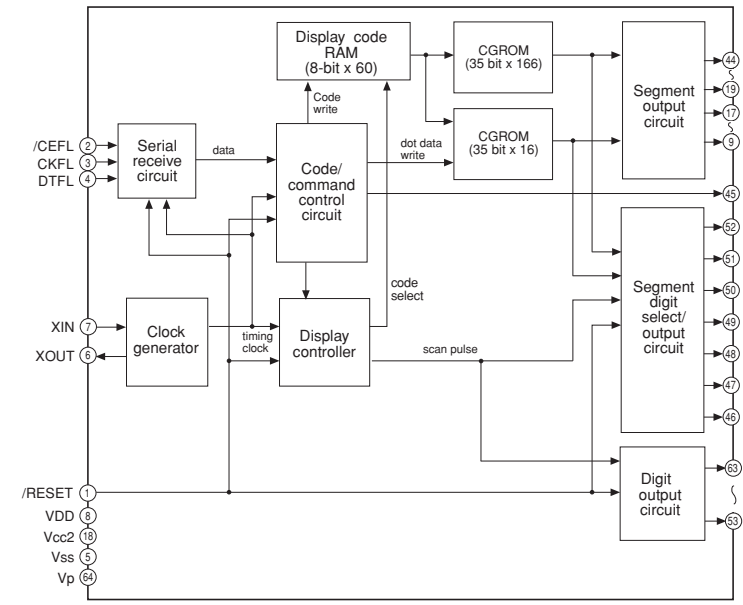 Display code
RAM
(8-bit x 60)
CGROM
(35 bit x 166)
Segment
output
circuit
44
19
17
9
Code
write
/CEFL 2
CKFL 3
DTFL 4
Serial
receive
circuit
data
Code/
command
control
circuit
dot data
write
CGROM
(35 bit x 16)
45
52
51
50
49
48
47
46
Segment
digit
select/
output
circuit
code
select
XIN 7
XOUT 6
Clock
generator
timing
clock
Display
controller
scan pulse
Digit
output
circuit
63
53
/RESET 1
VDD 8
Vcc2 18
Vss 5
Vp 64